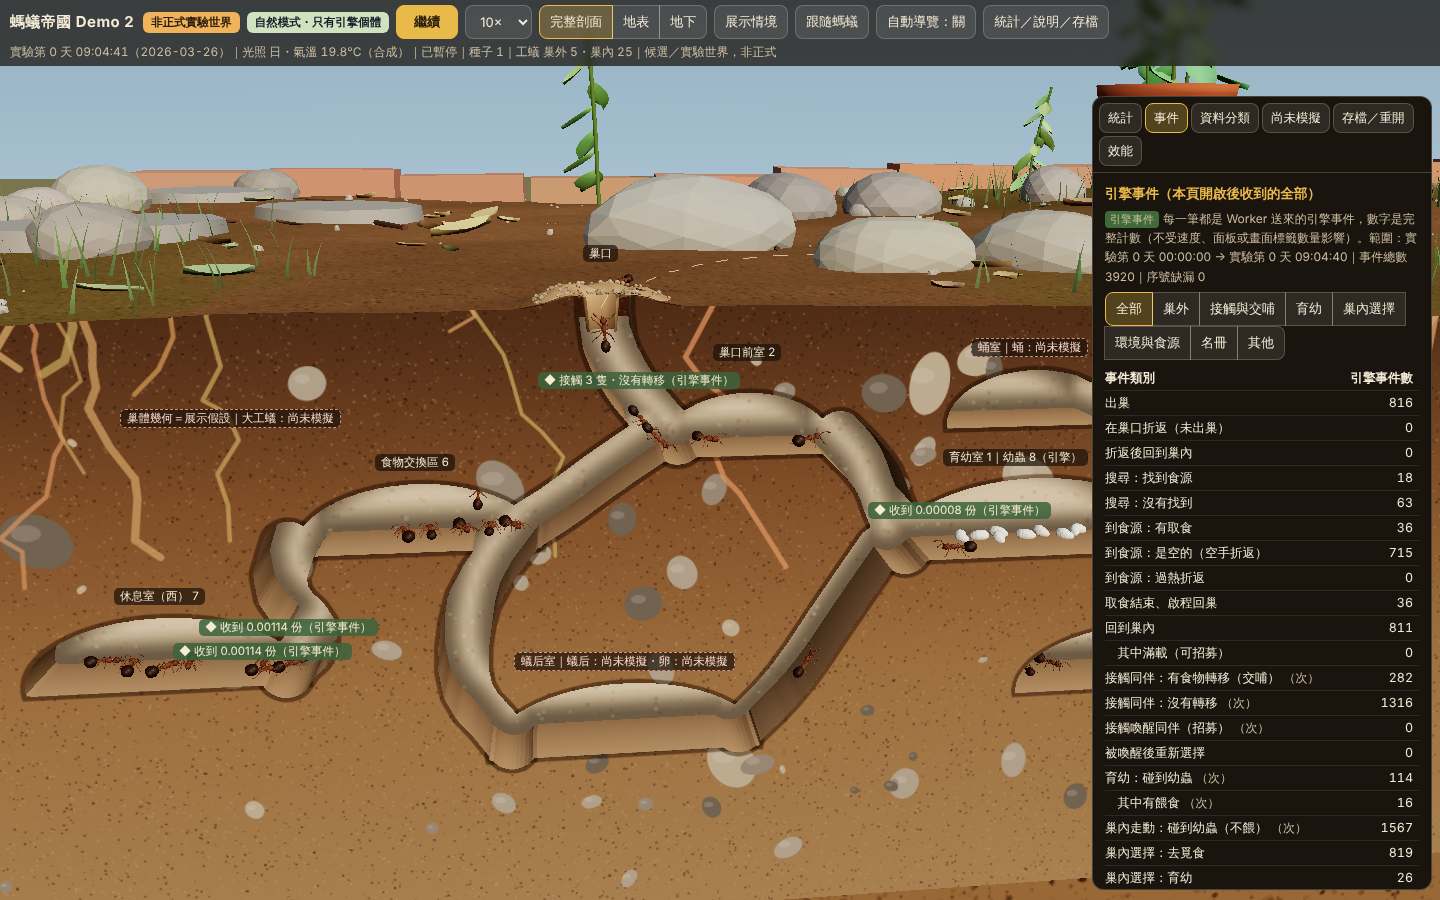 螞蟻帝國 Demo 2
非正式實驗世界
自然模式・只有引擎個體
繼續
10×
完整剖面
地表
地下
展示情境
跟隨螞蟻
自動導覽：關
統計／說明／存檔
實驗第 0 天 09:04:41（2026-03-26）｜光照 日・氣溫 19.8°C（合成）｜已暫停｜種子 1｜工蟻 巢外 5・巢內 25｜候選／實驗世界，非正式
巢口
巢口前室 2
蛹室｜蛹：尚未模擬
◆ 接觸 3 隻・沒有轉移（引擎事件）
巢體幾何＝展示假設｜大工蟻：尚未模擬
食物交換區 6
育幼室 1｜幼蟲 8（引擎）
◆ 收到 0.00008 份（引擎事件）
休息室（西） 7
◆ 收到 0.00114 份（引擎事件）
◆ 收到 0.00114 份（引擎事件）
蟻后室｜蟻后：尚未模擬・卵：尚未模擬
統計
事件
資料分類
尚未模擬
存檔／重開
效能
引擎事件（本頁開啟後收到的全部）
引擎事件 每一筆都是 Worker 送來的引擎事件，數字是完
整計數（不受速度、面板或畫面標籤數量影響）。範圍：實
驗第 0 天 00:00:00 → 實驗第 0 天 09:04:40｜事件總數
3920｜序號缺漏 0
全部
巢外
接觸與交哺
育幼
巢內選擇
環境與食源
名冊
其他
事件類別 引擎事件數
出巢 816
在巢口折返（未出巢） 0
折返後回到巢內 0
搜尋：找到食源 18
搜尋：沒有找到 63
到食源：有取食 36
到食源：是空的（空手折返） 715
到食源：過熱折返 0
取食結束、啟程回巢 36
回到巢內 811
其中滿載（可招募） 0
接觸同伴：有食物轉移（交哺）（次） 282
接觸同伴：沒有轉移（次） 1316
接觸喚醒同伴（招募）（次） 0
被喚醒後重新選擇 0
育幼：碰到幼蟲（次） 114
其中有餵食（次） 16
巢內走動：碰到幼蟲（不餵）（次） 1567
巢內選擇：去覓食 819
巢內選擇：育幼 26